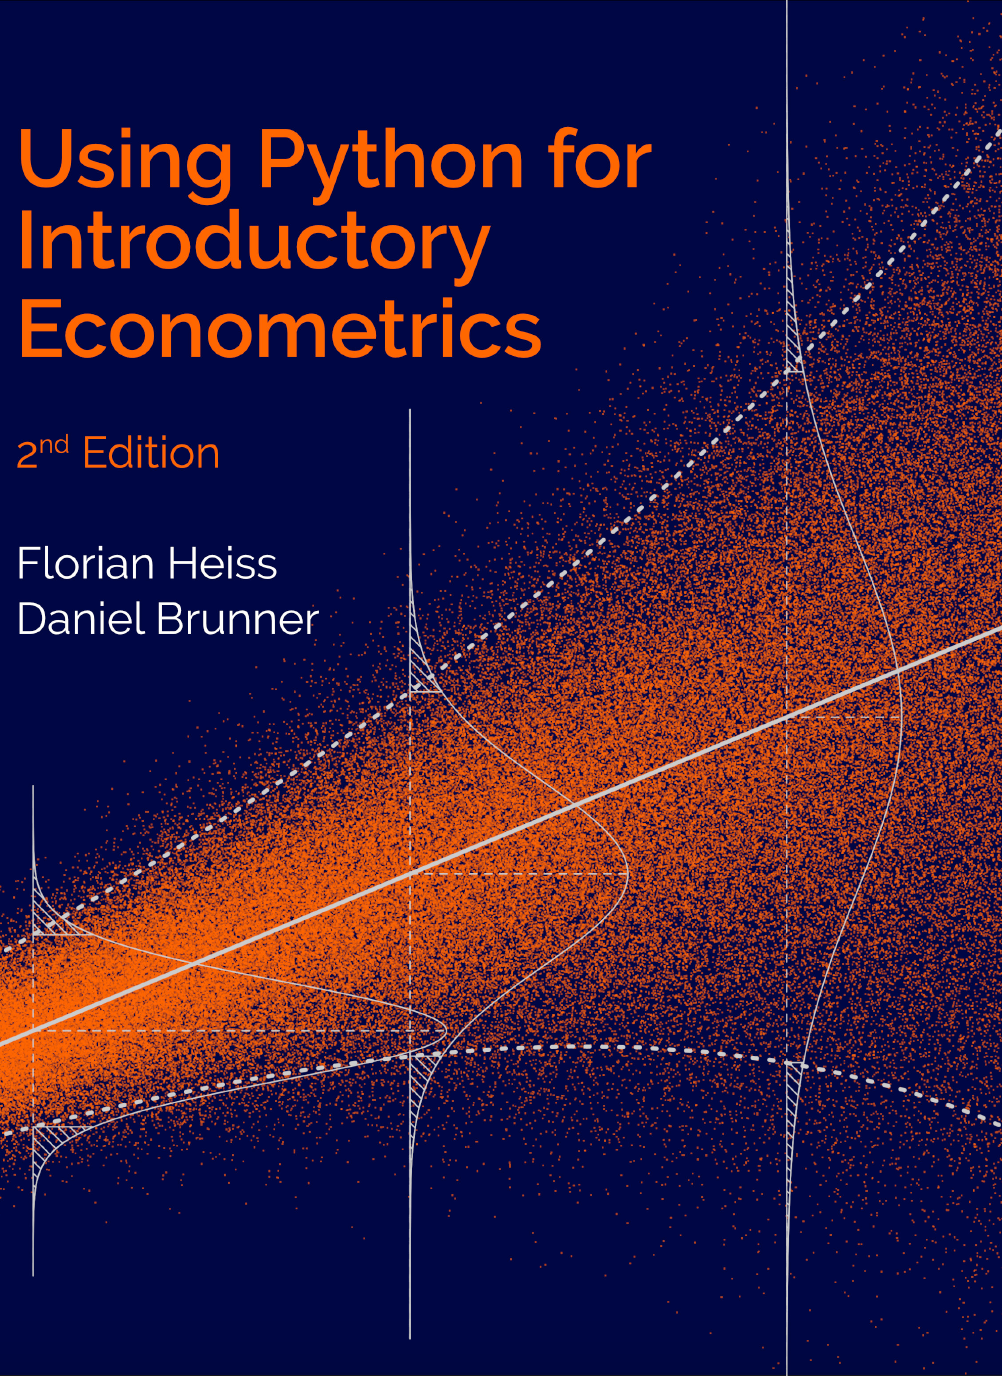 Using Python for
Introductory
Econometrics
2nd Edition
Florian Heiss
Daniel Brunner